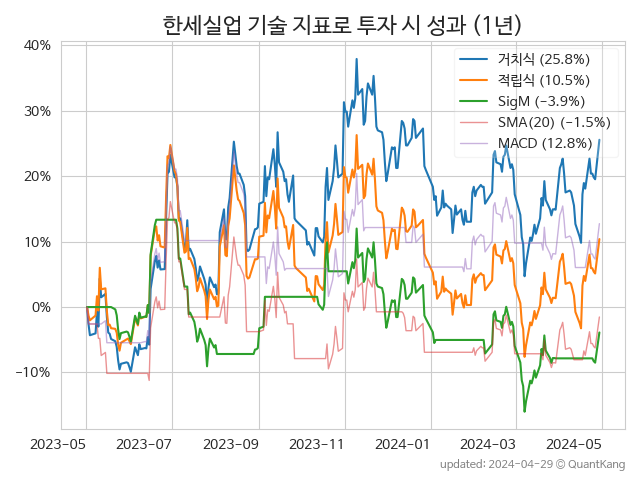 한세실업 기술 지표로 투자 시 성과 (1년)
40%
30%
20%
10%
0%
−10%
거치식 (25.8%)
적립식 (10.5%)
SigM (−3.9%)
SMA(20) (−1.5%)
MACD (12.8%)
2023-05 2023-07 2023-09 2023-11 2024-01 2024-03 2024-05
updated: 2024-04-29 © QuantKang